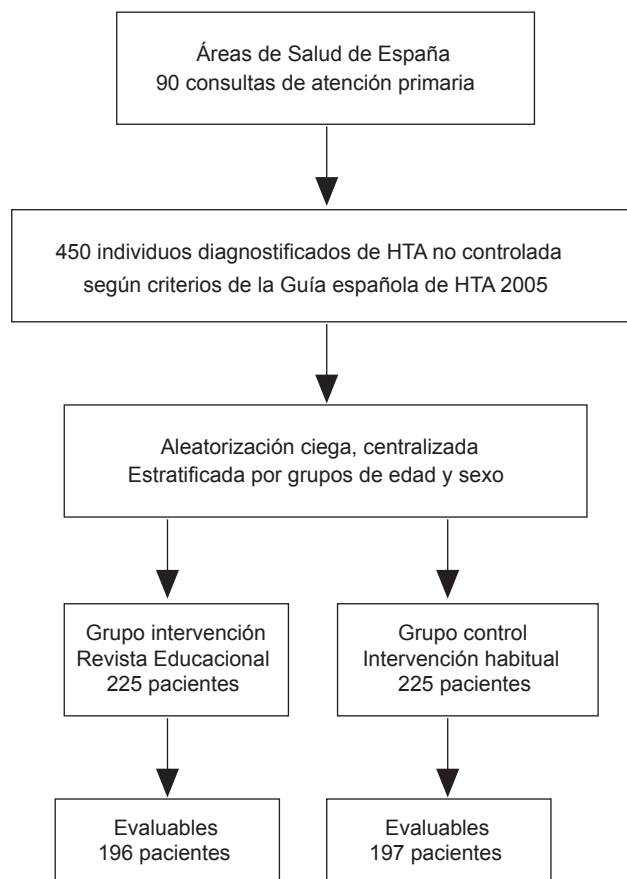 Áreas de Salud de España
90 consultas de atención primaria
450 individuos diagnostificados de HTA no controlada
según criterios de la Guía española de HTA 2005
Aleatorización ciega, centralizada
Estratificada por grupos de edad y sexo
Grupo intervención
Revista Educacional
225 pacientes
Grupo control
Intervención habitual
225 pacientes
Evaluables
196 pacientes
Evaluables
197 pacientes